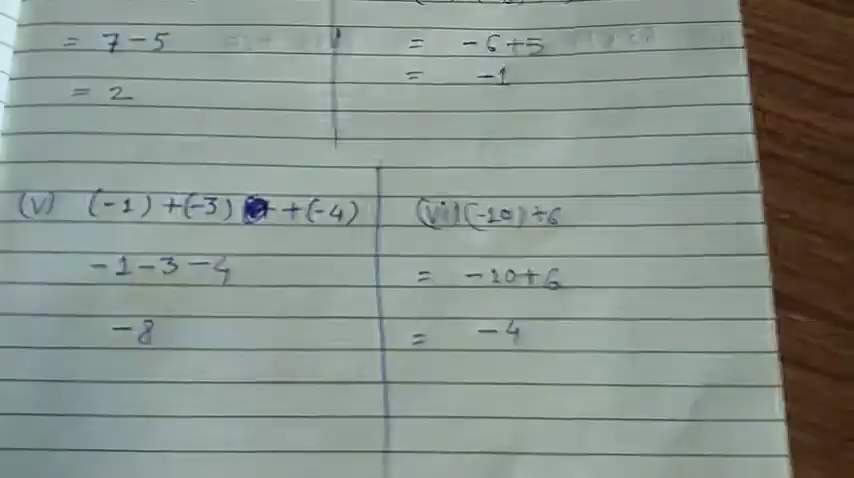 = 7 - 5
= 2
= -6 + 5
= -1
(v) (-1) + (-3) + (-4)
-1 - 3 - 4
-8
(vi) (-10) + 6
= -10 + 6
= -4